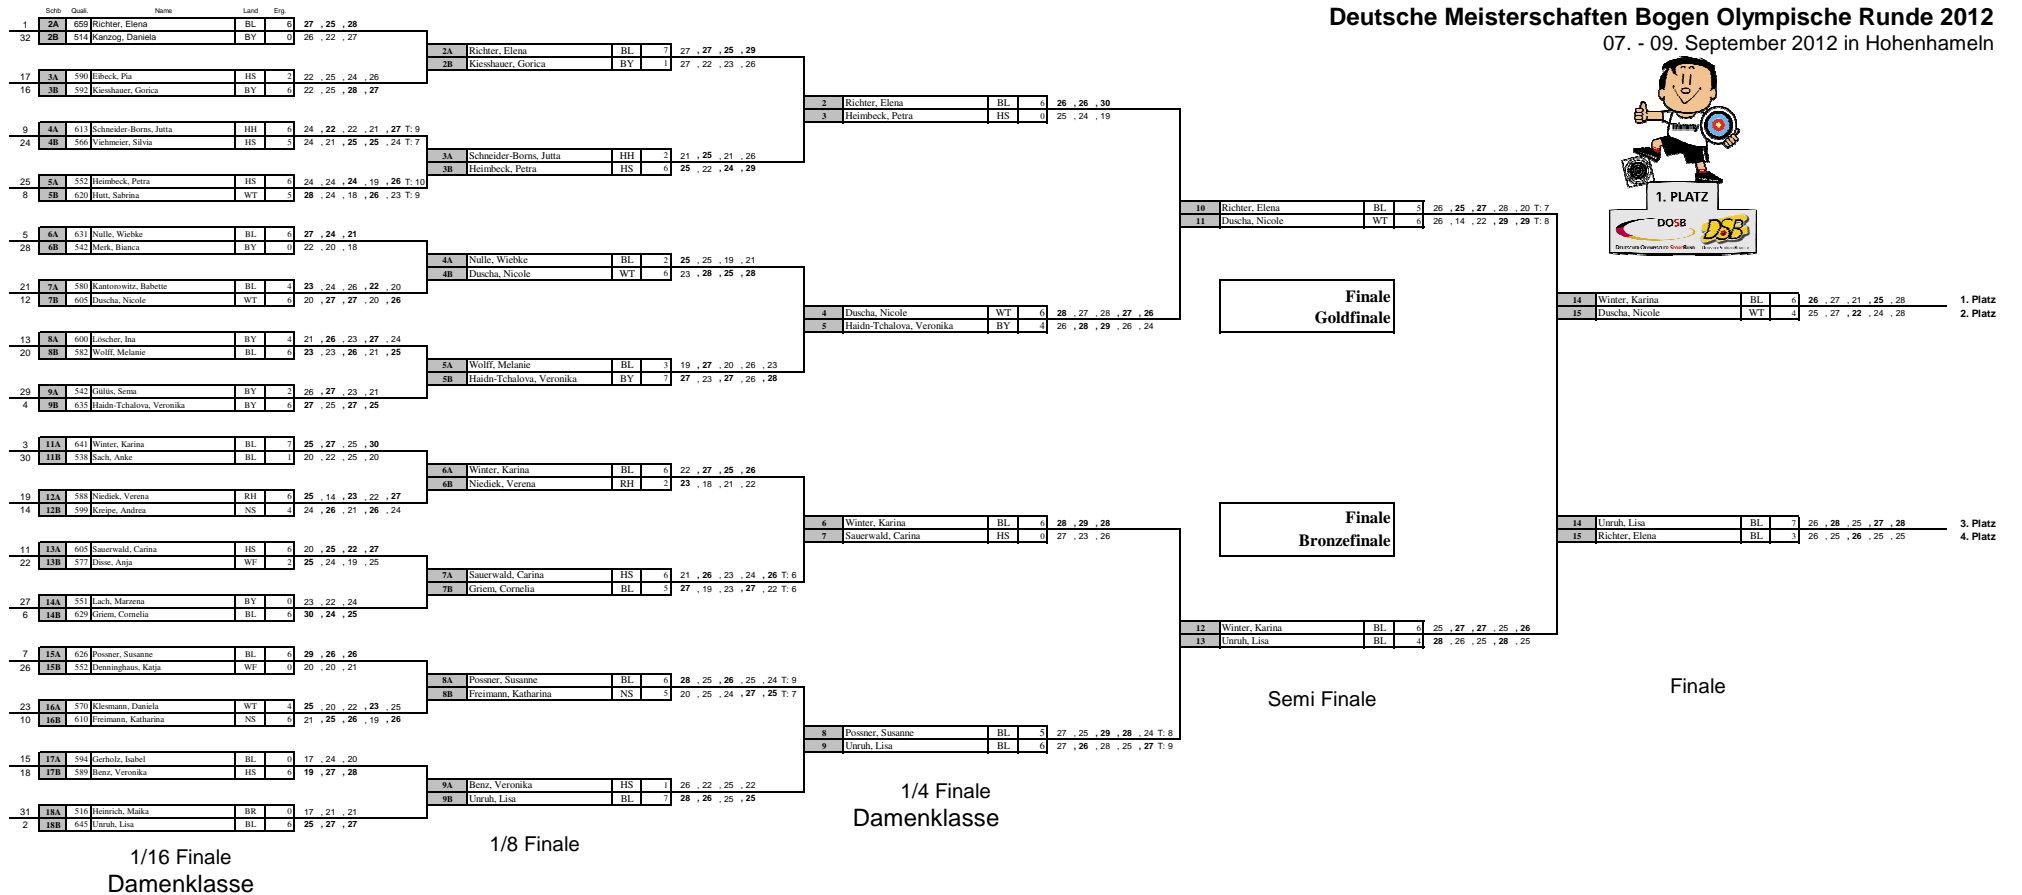 Deutsche Meisterschaften Bogen Olympische Runde 2012
07. - 09. September 2012 in Hohenhameln
Schb Quali. Name Land Erg.
1 2A 659 Richter, Elena BL 6 27 , 25 , 28
32 2B 514 Kanzog, Daniela BY 0 26 , 22 , 27
17 3A 590 Eibeck, Pia HS 2 22 , 25 , 24 , 26
16 3B 592 Kiesshauer, Gorica BY 6 22 , 25 , 28 , 27
9 4A 613 Schneider-Borns, Jutta HH 6 24 , 22 , 22 , 21 , 27 T: 9
24 4B 566 Viehmeier, Silvia HS 5 24 , 21 , 25 , 25 , 24 T: 7
25 5A 552 Heimbeck, Petra HS 6 24 , 24 , 24 , 19 , 26 T: 10
8 5B 620 Hutt, Sabrina WT 5 28 , 24 , 18 , 26 , 23 T: 9
5 6A 631 Nulle, Wiebke BL 6 27 , 24 , 21
28 6B 542 Merk, Bianca BY 0 22 , 20 , 18
21 7A 580 Kantorowitz, Babette BL 4 23 , 24 , 26 , 22 , 20
12 7B 605 Duscha, Nicole WT 6 20 , 27 , 27 , 20 , 26
13 8A 600 Löscher, Ina BY 4 21 , 26 , 23 , 27 , 24
20 8B 582 Wolff, Melanie BL 6 23 , 23 , 26 , 21 , 25
29 9A 542 Gülüs, Sema BY 2 26 , 27 , 23 , 21
4 9B 635 Haidn-Tchalova, Veronika BY 6 27 , 25 , 27 , 25
3 11A 641 Winter, Karina BL 7 25 , 27 , 25 , 30
30 11B 538 Sach, Anke BL 1 20 , 22 , 25 , 20
19 12A 588 Niediek, Verena RH 6 25 , 14 , 23 , 22 , 27
14 12B 599 Kreipe, Andrea NS 4 24 , 26 , 21 , 26 , 24
11 13A 605 Sauerwald, Carina HS 6 20 , 25 , 22 , 27
22 13B 577 Disse, Anja WF 2 25 , 24 , 19 , 25
27 14A 551 Lach, Marzena BY 0 23 , 22 , 24
6 14B 629 Griem, Cornelia BL 6 30 , 24 , 25
7 15A 626 Possner, Susanne BL 6 29 , 26 , 26
26 15B 552 Denninghaus, Katja WF 0 20 , 20 , 21
23 16A 570 Klesmann, Daniela WT 4 25 , 20 , 22 , 23 , 25
10 16B 610 Freimann, Katharina NS 6 21 , 25 , 26 , 19 , 26
15 17A 594 Gerholz, Isabel BL 0 17 , 24 , 20
18 17B 589 Benz, Veronika HS 6 19 , 27 , 28
31 18A 516 Heinrich, Maika BR 0 17 , 21 , 21
2 18B 645 Unruh, Lisa BL 6 25 , 27 , 27
1/16 Finale
Damenklasse
2A Richter, Elena BL 7 27 , 27 , 25 , 29
2B Kiesshauer, Gorica BY 1 27 , 22 , 23 , 26
3A Schneider-Borns, Jutta HH 2 21 , 25 , 21 , 26
3B Heimbeck, Petra HS 6 25 , 22 , 24 , 29
4A Nulle, Wiebke BL 2 25 , 25 , 19 , 21
4B Duscha, Nicole WT 6 23 , 28 , 25 , 28
5A Wolff, Melanie BL 3 19 , 27 , 20 , 26 , 23
5B Haidn-Tchalova, Veronika BY 7 27 , 23 , 27 , 26 , 28
6A Winter, Karina BL 6 22 , 27 , 25 , 26
6B Niediek, Verena RH 2 23 , 18 , 21 , 22
7A Sauerwald, Carina HS 6 21 , 26 , 23 , 24 , 26 T: 6
7B Griem, Cornelia BL 5 27 , 19 , 23 , 27 , 22 T: 6
8A Possner, Susanne BL 6 28 , 25 , 26 , 25 , 24 T: 9
8B Freimann, Katharina NS 5 20 , 25 , 24 , 27 , 25 T: 7
9A Benz, Veronika HS 1 26 , 22 , 25 , 22
9B Unruh, Lisa BL 7 28 , 26 , 25 , 25
1/8 Finale
2 Richter, Elena BL 6 26 , 26 , 30
3 Heimbeck, Petra HS 0 25 , 24 , 19
4 Duscha, Nicole WT 6 28 , 27 , 28 , 27 , 26
5 Haidn-Tchalova, Veronika BY 4 26 , 28 , 29 , 26 , 24
6 Winter, Karina BL 6 28 , 29 , 28
7 Sauerwald, Carina HS 0 27 , 23 , 26
8 Possner, Susanne BL 5 27 , 25 , 29 , 28 , 24 T: 8
9 Unruh, Lisa BL 6 27 , 26 , 28 , 25 , 27 T: 9
1/4 Finale
Damenklasse
10 Richter, Elena BL 5 26 , 25 , 27 , 28 , 20 T: 7
11 Duscha, Nicole WT 6 26 , 14 , 22 , 29 , 29 T: 8
Finale
Goldfinale
Finale
Bronzefinale
12 Winter, Karina BL 6 25 , 27 , 27 , 25 , 26
13 Unruh, Lisa BL 4 28 , 26 , 25 , 28 , 25
Semi Finale
Trimmy
1. PLATZ
DOSB
DSB
14 Winter, Karina BL 6 26 , 27 , 21 , 25 , 28 1. Platz
15 Duscha, Nicole WT 4 25 , 27 , 22 , 24 , 28 2. Platz
14 Unruh, Lisa BL 7 26 , 28 , 25 , 27 , 28 3. Platz
15 Richter, Elena BL 3 26 , 25 , 26 , 25 , 25 4. Platz
Finale